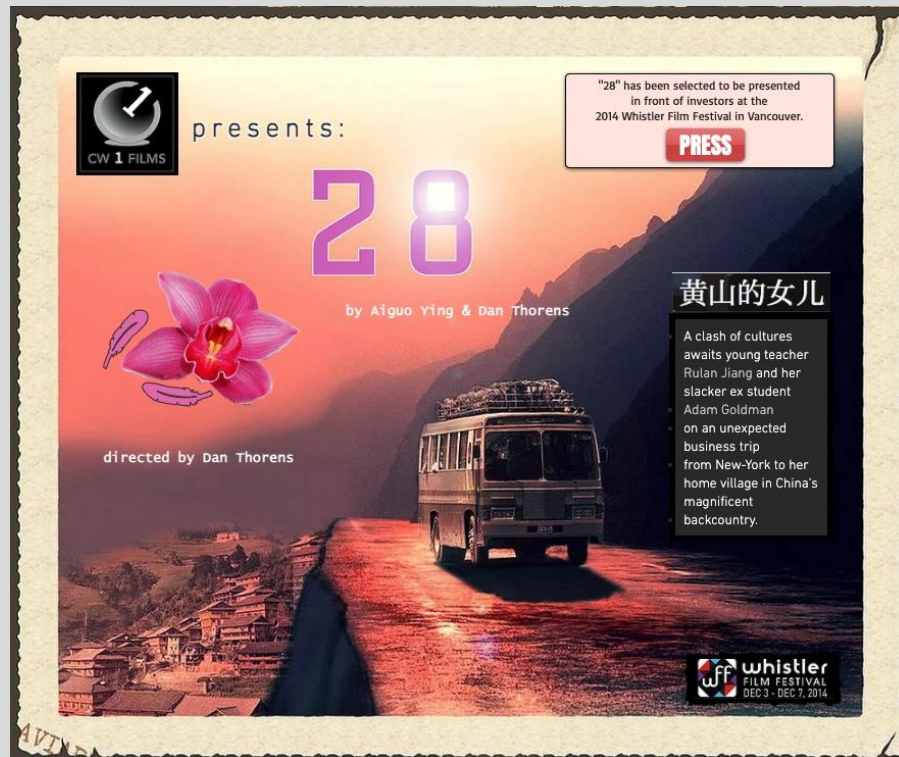 1
CW 1 FILMS
presents:
"28" has been selected to be presented
in front of investors at the
2014 Whistler Film Festival in Vancouver.
PRESS
28
by Aiguo Ying & Dan Thorens
黄山的女儿
A clash of cultures
awaits young teacher
Rulan Jiang and her
slacker ex student
Adam Goldman
on an unexpected
business trip
from New-York to her
home village in China's
magnificent
backcountry.
directed by Dan Thorens
wff whistler
FILM FESTIVAL
DEC 3 - DEC 7, 2014